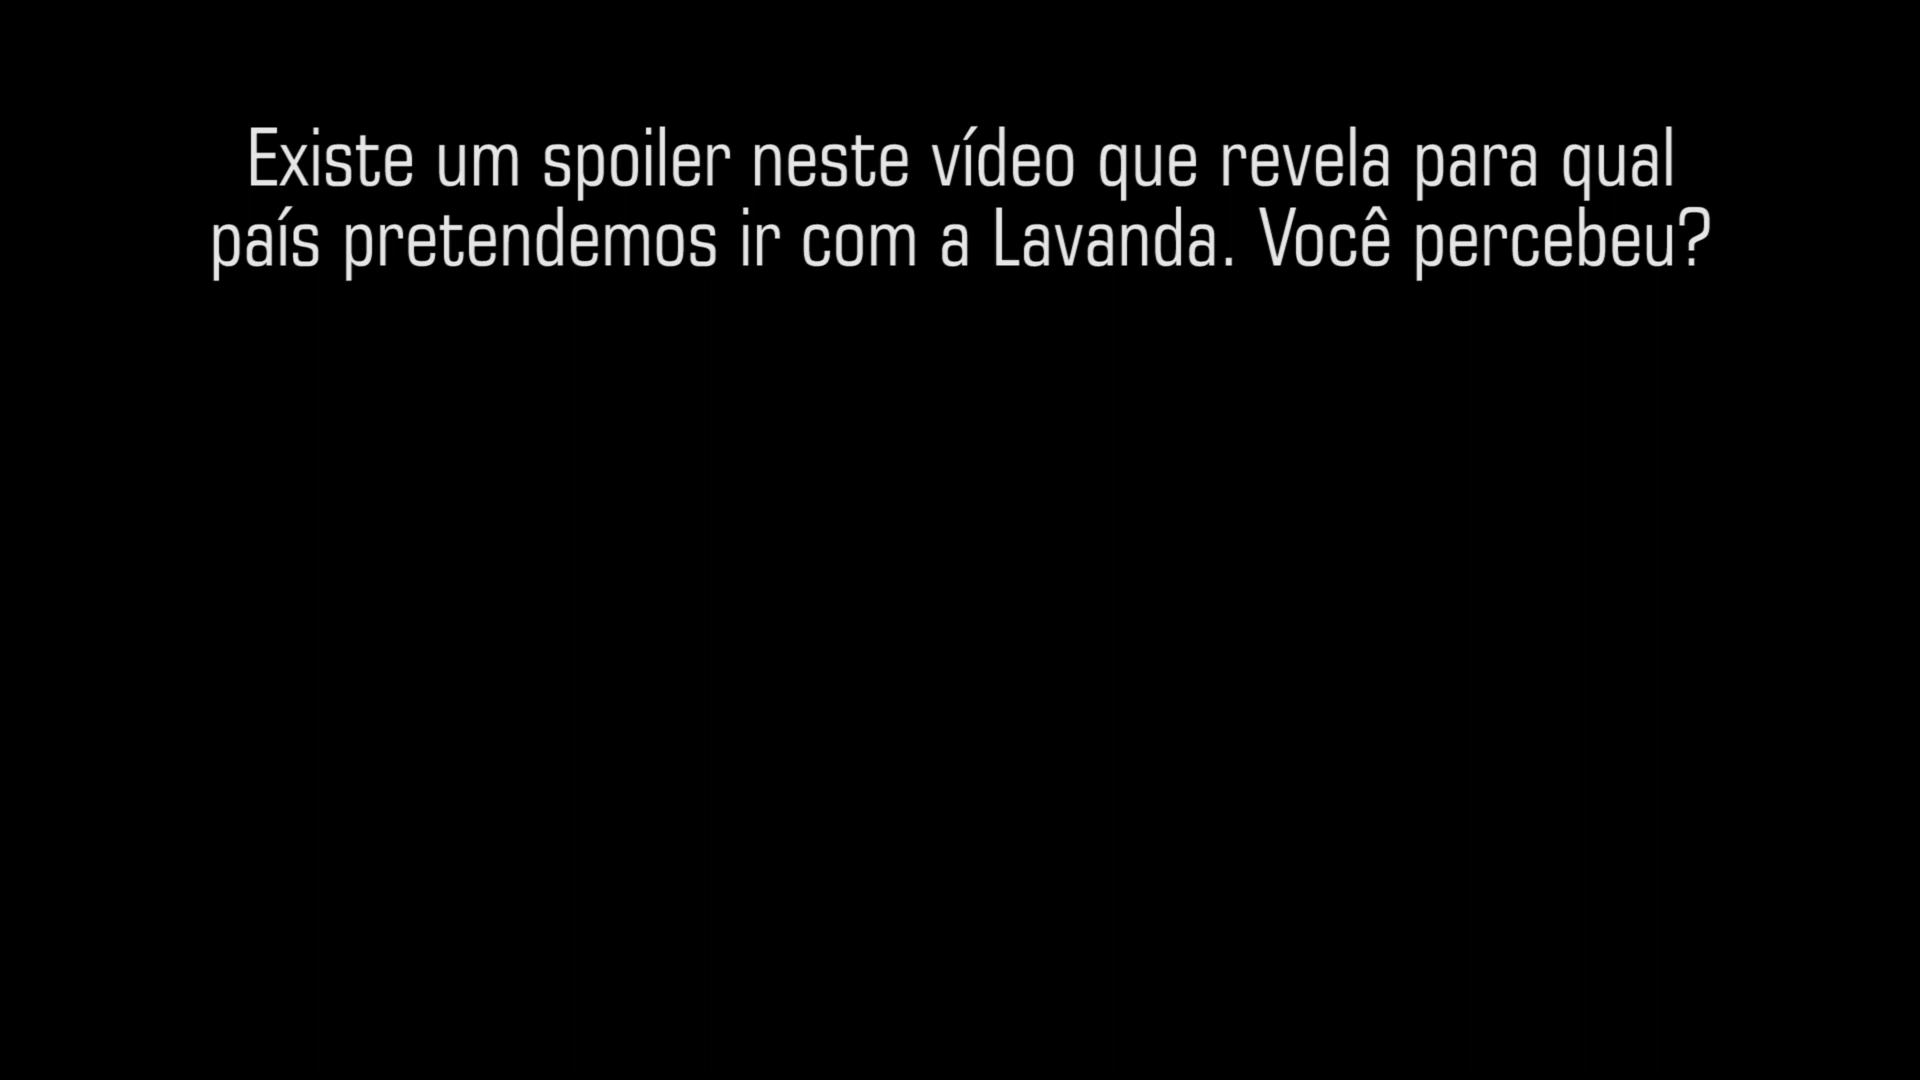 Existe um spoiler neste vídeo que revela para qual
país pretendemos ir com a Lavanda. Você percebeu?